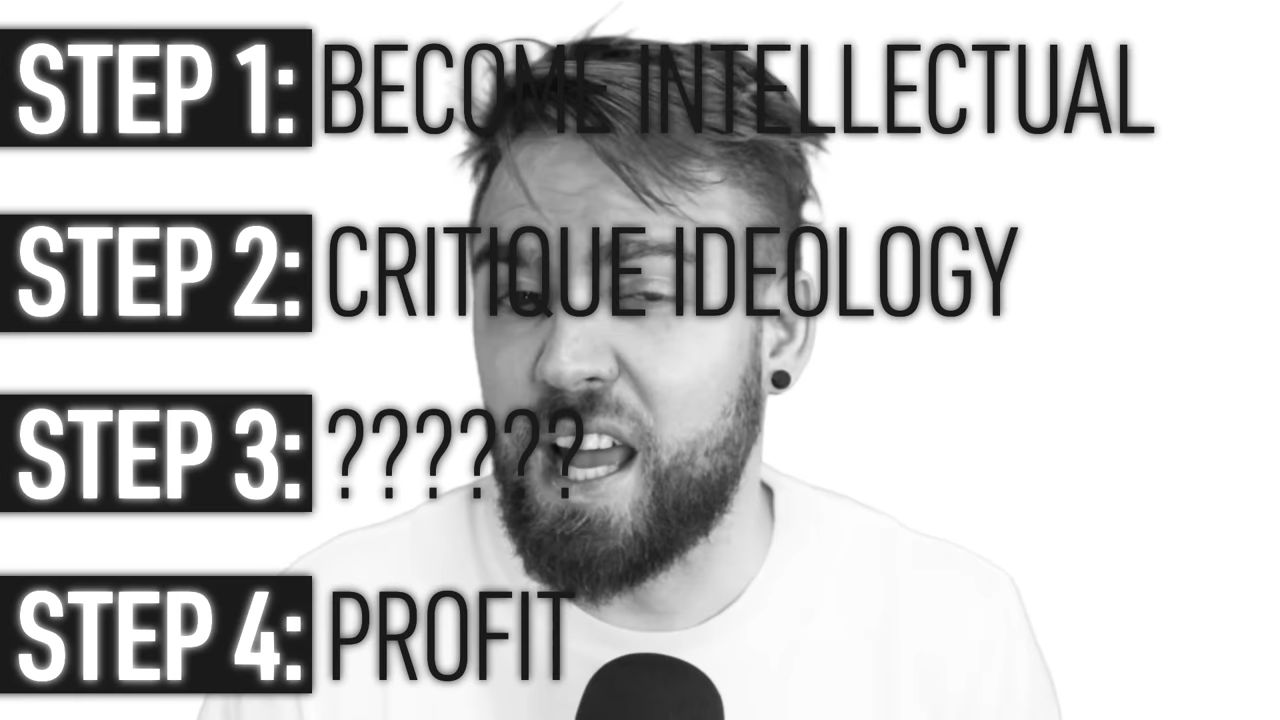 STEP 1: BECOME INTELLECTUAL
STEP 2: CRITIQUE IDEOLOGY
STEP 3: ??????
STEP 4: PROFIT